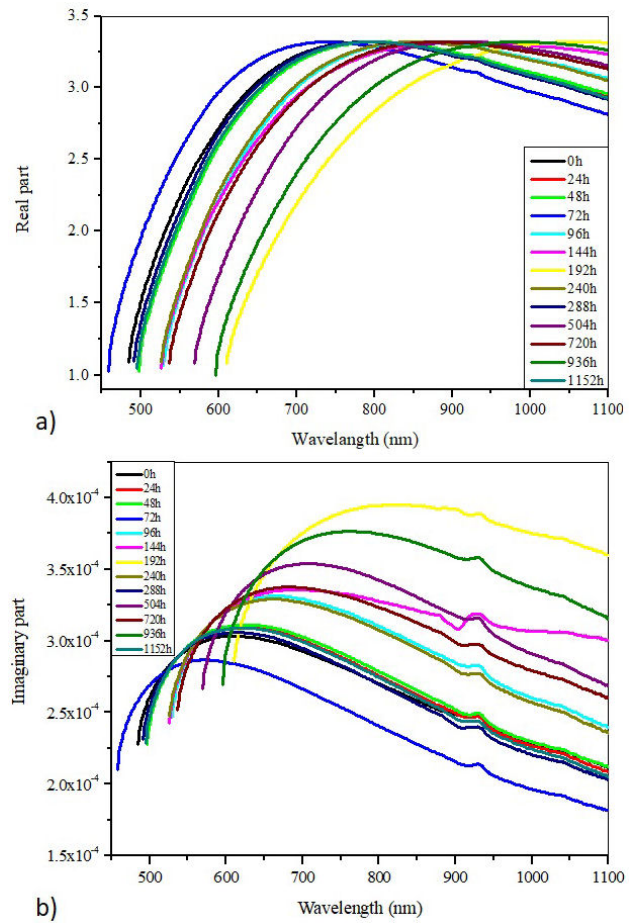 3.5
3.0
2.5
2.0
1.5
1.0
Real part
0h
24h
48h
72h
96h
144h
192h
240h
288h
504h
720h
936h
1152h
500 600 700 800 900 1000 1100
a)
Wavelangth (nm)
4.0x10-4
3.5x10-4
3.0x10-4
2.5x10-4
2.0x10-4
1.5x10-4
Imaginary part
0h
24h
48h
72h
96h
144h
192h
240h
288h
504h
720h
936h
1152h
500 600 700 800 900 1000 1100
b)
Wavelength (nm)